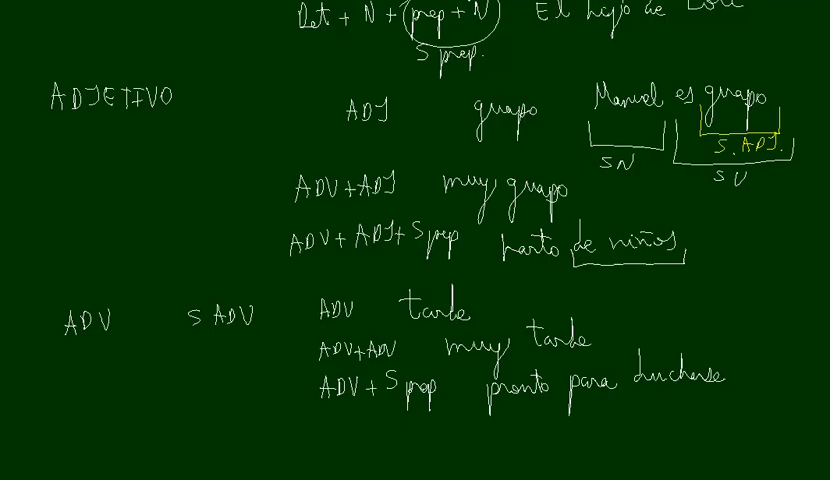 Det + N + (prep + N) El hijo de
S prep.
ADJETIVO ADJ guapo Manuel es guapo
S. ADJ.
SN SV
ADV + ADJ muy guapo
ADV + ADJ + S prep harto de niños
ADV S ADV ADV tarde
ADV + ADV muy tarde
ADV + S prep pronto para ducharse